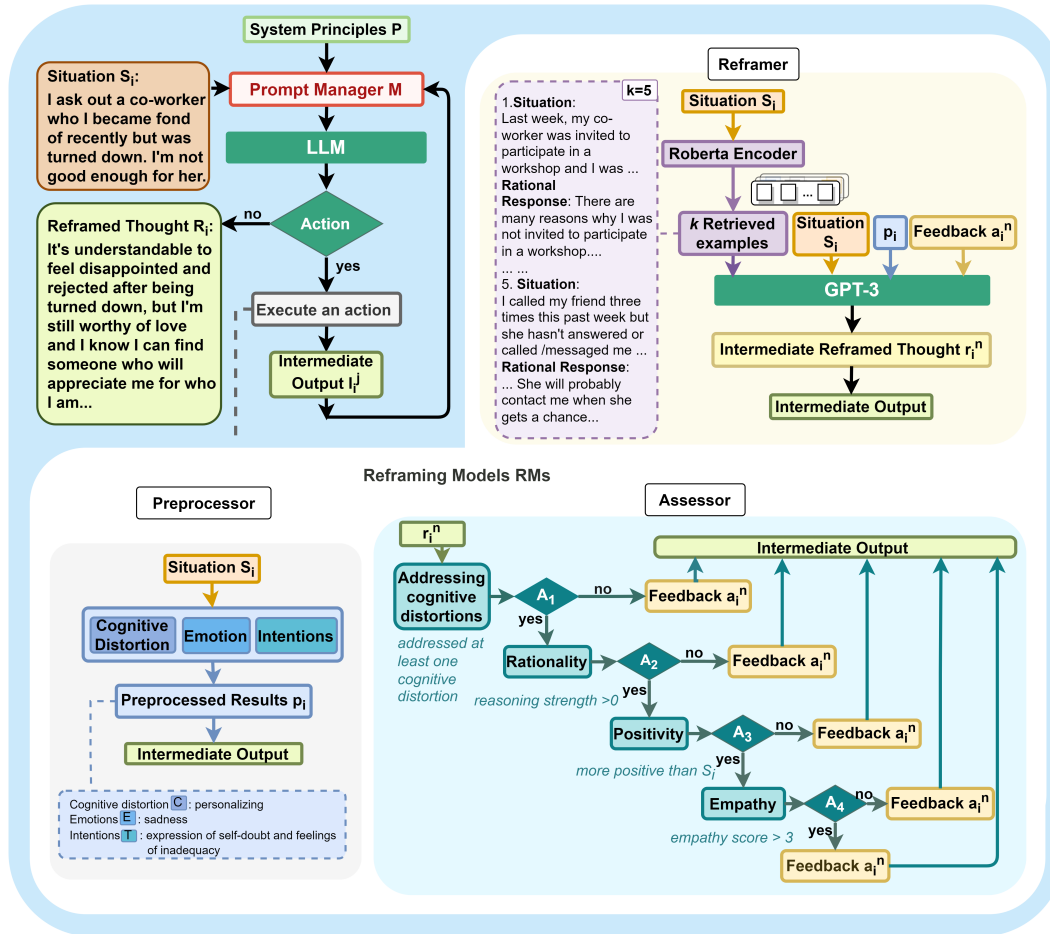 System Principles P
Situation Si:
I ask out a co-worker
who I became fond
of recently but was
turned down. I'm not
good enough for her.
Prompt Manager M
LLM
Action
no
yes
Reframed Thought Ri:
It's understandable to
feel disappointed and
rejected after being
turned down, but I'm
still worthy of love
and I know I can find
someone who will
appreciate me for who
I am...
Execute an action
Intermediate
Output Iij
Reframer
k=5
1.Situation:
Last week, my co-
worker was invited to
participate in a
workshop and I was ...
Rational
Response: There are
many reasons why I was
not invited to participate
in a workshop....
... ...
5. Situation:
I called my friend three
times this past week but
she hasn't answered or
called /messaged me ...
Rational Response:
... She will probably
contact me when she
gets a chance...
Situation Si
Roberta Encoder
...
k Retrieved
examples
Situation
Si
pi
Feedback ain
GPT-3
Intermediate Reframed Thought rin
Intermediate Output
Reframing Models RMs
Preprocessor
Situation Si
Cognitive
Distortion
Emotion
Intentions
Preprocessed Results pi
Intermediate Output
Cognitive distortion C : personalizing
Emotions E : sadness
Intentions T : expression of self-doubt and feelings
of inadequacy
Assessor
rin
Intermediate Output
Addressing
cognitive
distortions
A1
no
Feedback ain
yes
addressed at
least one
cognitive
distortion
Rationality
A2
no
Feedback ain
yes
reasoning strength >0
Positivity
A3
no
Feedback ain
yes
more positive than Si
Empathy
A4
no
Feedback ain
yes
empathy score > 3
Feedback ain